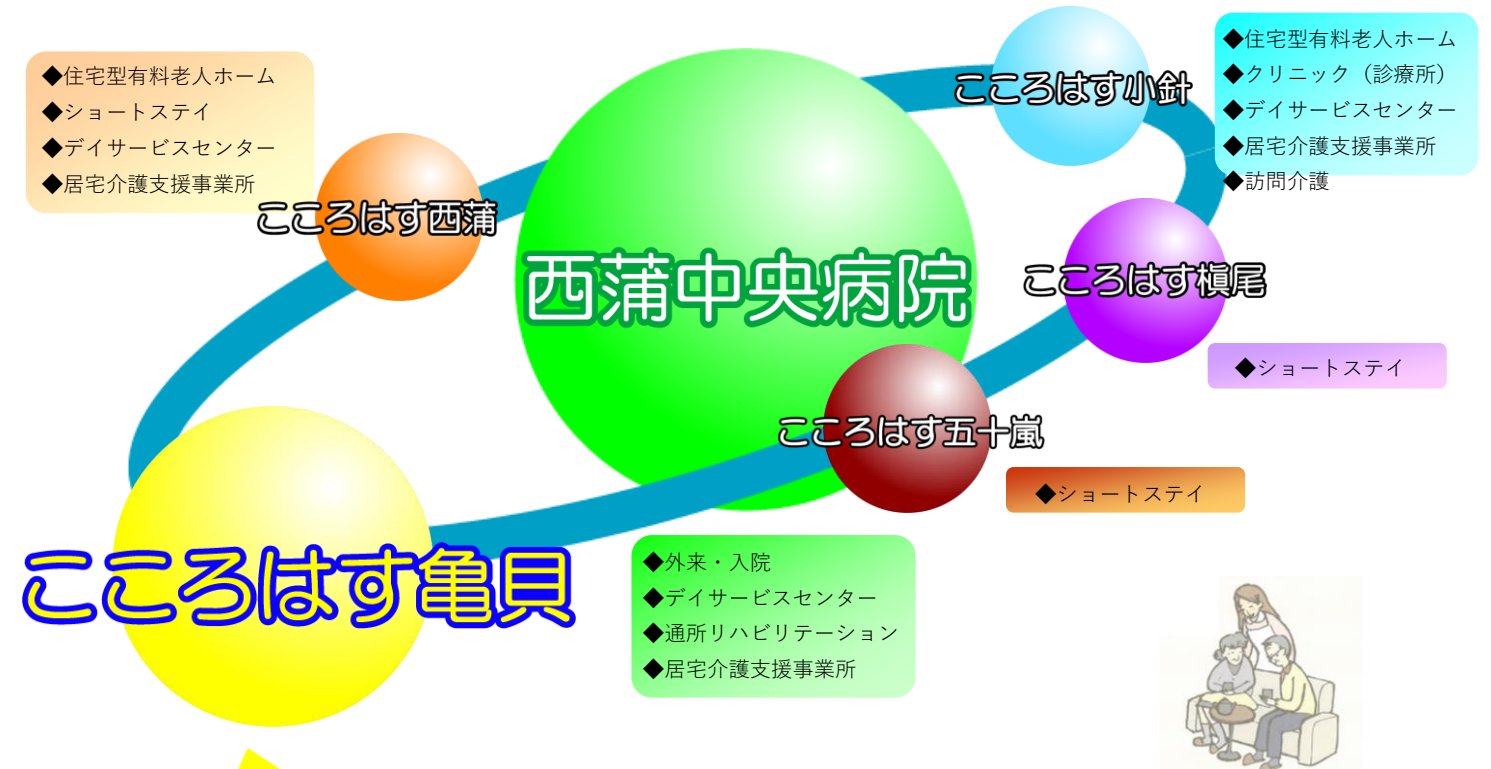 ◆住宅型有料老人ホーム
◆ショートステイ
◆デイサービスセンター
◆居宅介護支援事業所
こころはす西蒲
こころはす小針
◆住宅型有料老人ホーム
◆クリニック（診療所）
◆デイサービスセンター
◆居宅介護支援事業所
◆訪問介護
西蒲中央病院
こころはす槇尾
◆ショートステイ
こころはす五十嵐
◆ショートステイ
こころはす亀貝
◆外来・入院
◆デイサービスセンター
◆通所リハビリテーション
◆居宅介護支援事業所